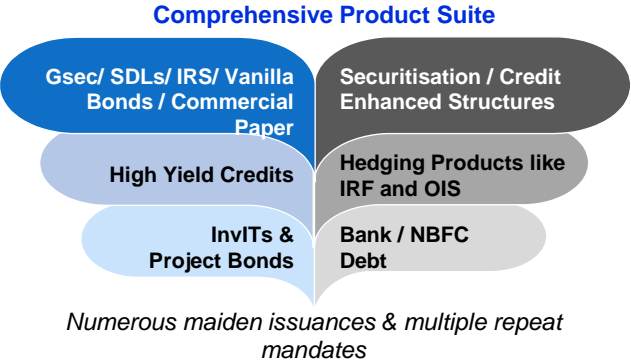 Comprehensive Product Suite
Gsec/ SDLs/ IRS/ Vanilla
Bonds / Commercial
Paper
Securitisation / Credit
Enhanced Structures
High Yield Credits
Hedging Products like
IRF and OIS
InvITs &
Project Bonds
Bank / NBFC
Debt
Numerous maiden issuances & multiple repeat
mandates